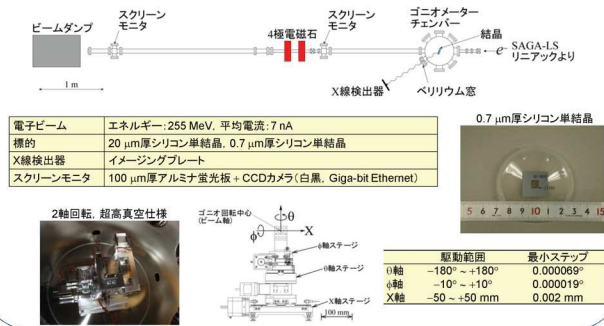 ビームダンプ
スクリーン
モニタ
4極電磁石
スクリーン
モニタ
ゴニオメーター
チェンバー
結晶
e⁻ SAGA-LS
リニアックより
X線検出器
ベリリウム窓
1 m
電子ビーム エネルギー:255 MeV, 平均電流:7 nA
標的 20 μm厚シリコン単結晶, 0.7 μm厚シリコン単結晶
X線検出器 イメージングプレート
スクリーンモニタ 100 μm厚アルミナ蛍光板+CCDカメラ(白黒, Giga-bit Ethernet)
0.7 μm厚シリコン単結晶
5 6 7 8 9 10 1 2 3 15
2軸回転, 超高真空仕様
ゴニオ回転中心
(ビーム軸)
θ
X
φ
φ軸ステージ
θ軸ステージ
X軸ステージ
100 mm
駆動範囲 最小ステップ
θ軸 −180° ~ +180° 0.000069°
φ軸 −10° ~ +10° 0.000019°
X軸 −50 ~ +50 mm 0.002 mm